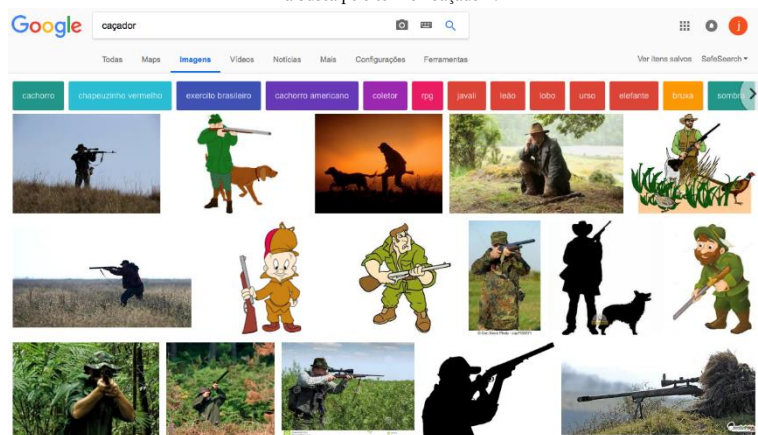 Google
caçador
j
Todas Maps Imagens Vídeos Notícias Mais Configurações Ferramentas
Ver itens salvos SafeSearch
cachorro chapeuzinho vermelho exercito brasileiro cachorro americano coletor rpg javali leão lobo urso elefante bruxa sombra